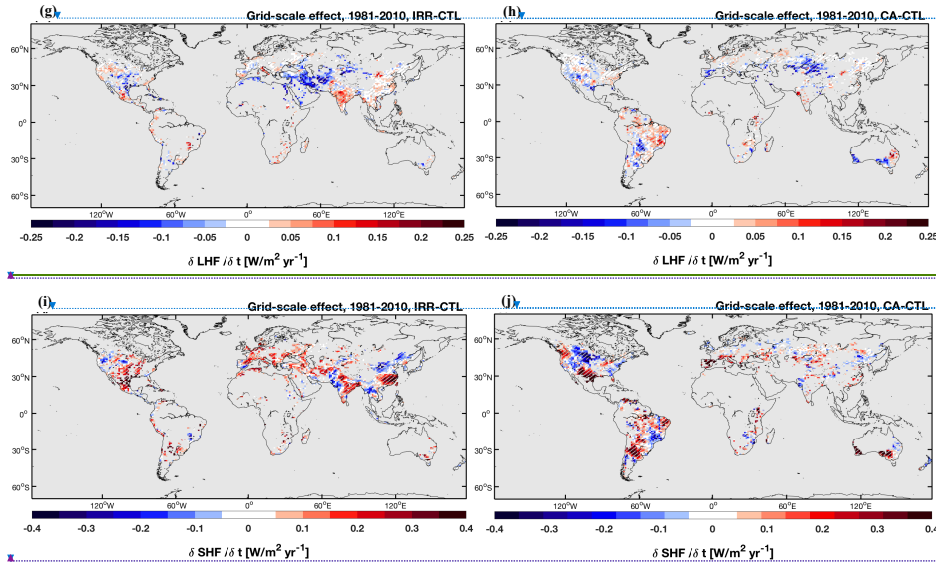 (g) Grid-scale effect, 1981-2010, IRR-CTL
60°N
30°N
0°
30°S
60°S
120°W 60°W 0° 60°E 120°E
-0.25 -0.20 -0.15 -0.1 -0.05 0 0.05 0.1 0.15 0.20 0.25
δ LHF /δ t [W/m² yr⁻¹]
(h) Grid-scale effect, 1981-2010, CA-CTL
60°N
30°N
0°
30°S
60°S
120°W 60°W 0° 60°E 120°E
-0.25 -0.20 -0.15 -0.1 -0.05 0 0.05 0.1 0.15 0.20 0.25
δ LHF /δ t [W/m² yr⁻¹]
(i) Grid-scale effect, 1981-2010, IRR-CTL
60°N
30°N
0°
30°S
60°S
120°W 60°W 0° 60°E 120°E
-0.4 -0.3 -0.2 -0.1 0 0.1 0.2 0.3 0.4
δ SHF /δ t [W/m² yr⁻¹]
(j) Grid-scale effect, 1981-2010, CA-CTL
60°N
30°N
0°
30°S
60°S
120°W 60°W 0° 60°E 120°E
-0.4 -0.3 -0.2 -0.1 0 0.1 0.2 0.3 0.4
δ SHF /δ t [W/m² yr⁻¹]